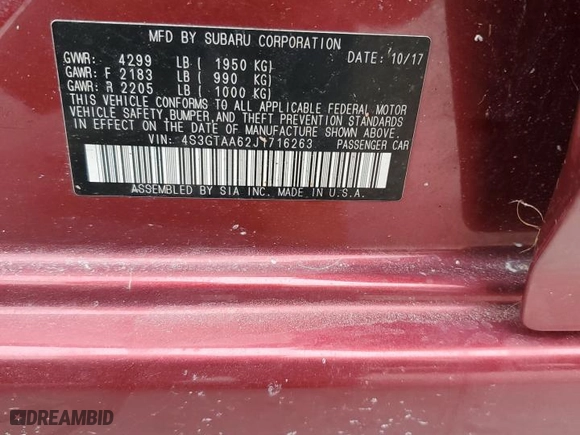 MFD BY SUBARU CORPORATION
GVWR: 4299 LB ( 1950 KG) DATE: 10/17
GAWR: F 2183 LB ( 990 KG)
GAWR: R 2205 LB ( 1000 KG)
THIS VEHICLE CONFORMS TO ALL APPLICABLE FEDERAL MOTOR
VEHICLE SAFETY, BUMPER, AND THEFT PREVENTION STANDARDS
IN EFFECT ON THE DATE OF MANUFACTURE SHOWN ABOVE.
VIN: PASSENGER CAR
ASSEMBLED BY SIA INC. MADE IN U.S.A.
DREAMBID